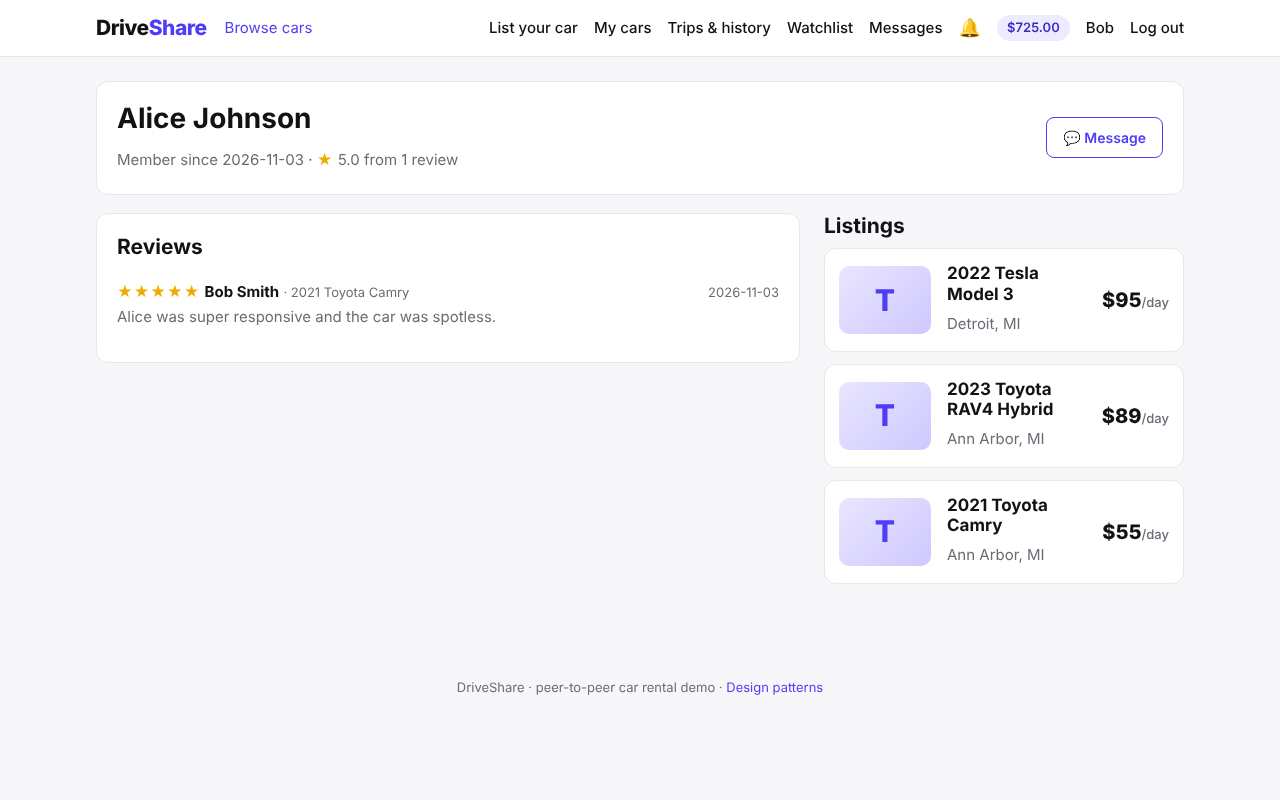 DriveShare Browse cars List your car My cars Trips & history Watchlist Messages 🔔 $725.00 Bob Log out
Alice Johnson
Member since 2026-11-03 · ★ 5.0 from 1 review
💬 Message
Reviews
★★★★★ Bob Smith · 2021 Toyota Camry 2026-11-03
Alice was super responsive and the car was spotless.
Listings
T
2022 Tesla
Model 3
Detroit, MI
$95/day
T
2023 Toyota
RAV4 Hybrid
Ann Arbor, MI
$89/day
T
2021 Toyota
Camry
Ann Arbor, MI
$55/day
DriveShare · peer-to-peer car rental demo · Design patterns